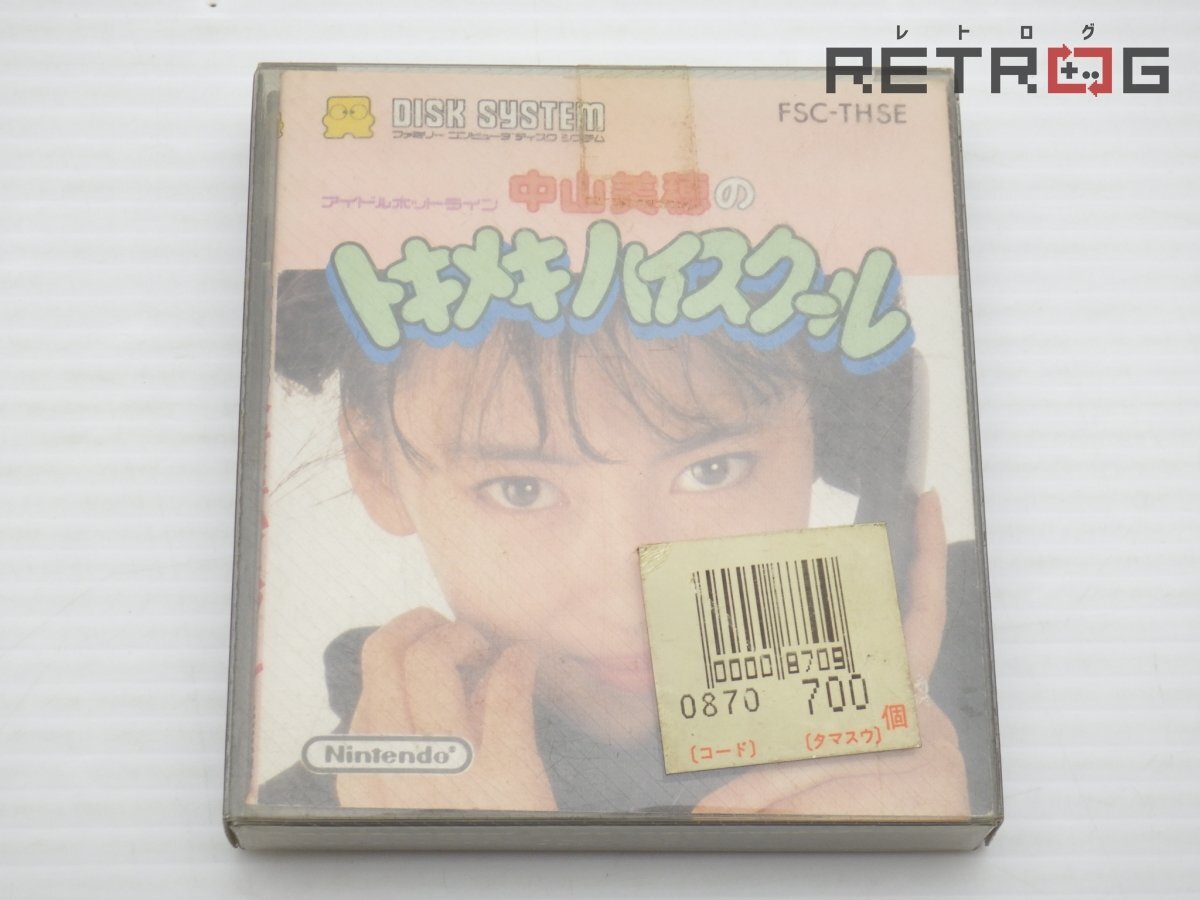 レトログ
RETROG
DISK SYSTEM
ファミリー コンピュータ ディスク システム
FSC-THSE
アイドルホットライン 中山美穂の
トキメキハイスクール
0000 8709
0870 700個
〔コード〕 〔タマスウ〕
Nintendo®